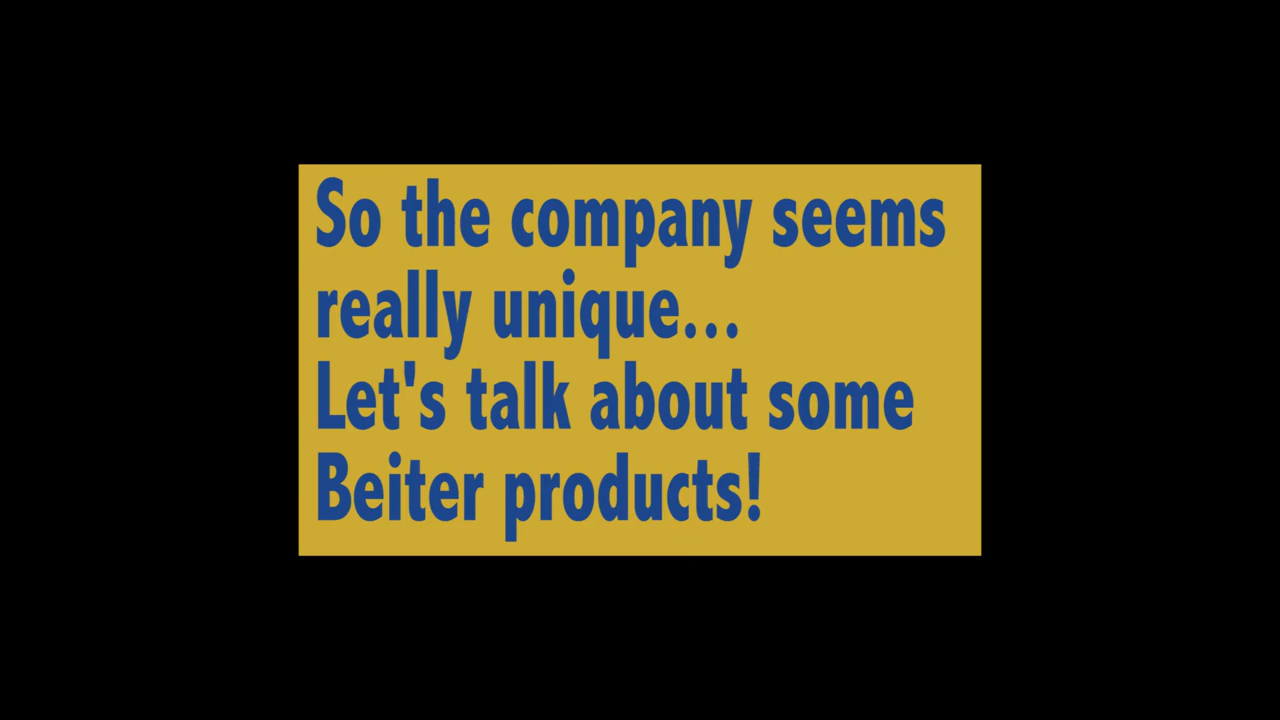 So the company seems
really unique...
Let's talk about some
Beiter products!